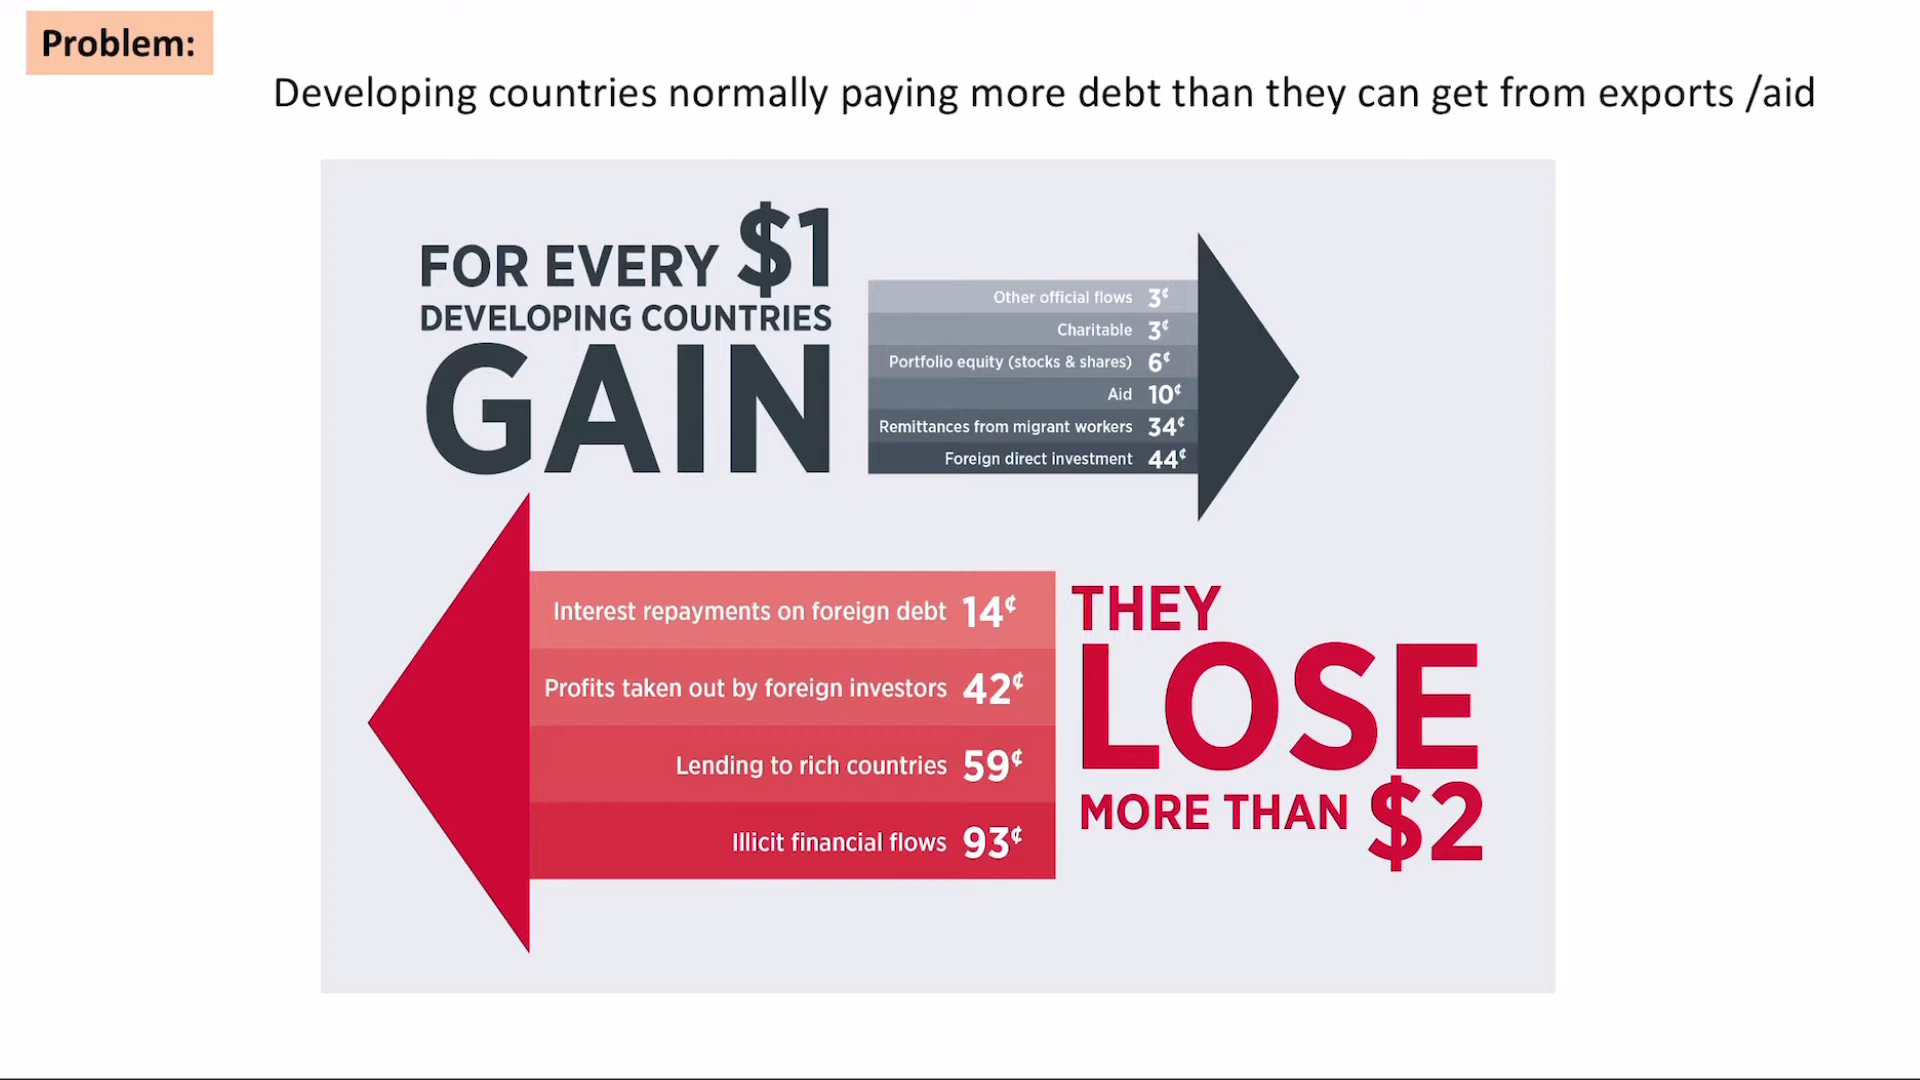 Problem:
Developing countries normally paying more debt than they can get from exports /aid
FOR EVERY $1
DEVELOPING COUNTRIES
GAIN
Other official flows 3¢
Charitable 3¢
Portfolio equity (stocks & shares) 6¢
Aid 10¢
Remittances from migrant workers 34¢
Foreign direct investment 44¢
Interest repayments on foreign debt 14¢
Profits taken out by foreign investors 42¢
Lending to rich countries 59¢
Illicit financial flows 93¢
THEY
LOSE
MORE THAN $2